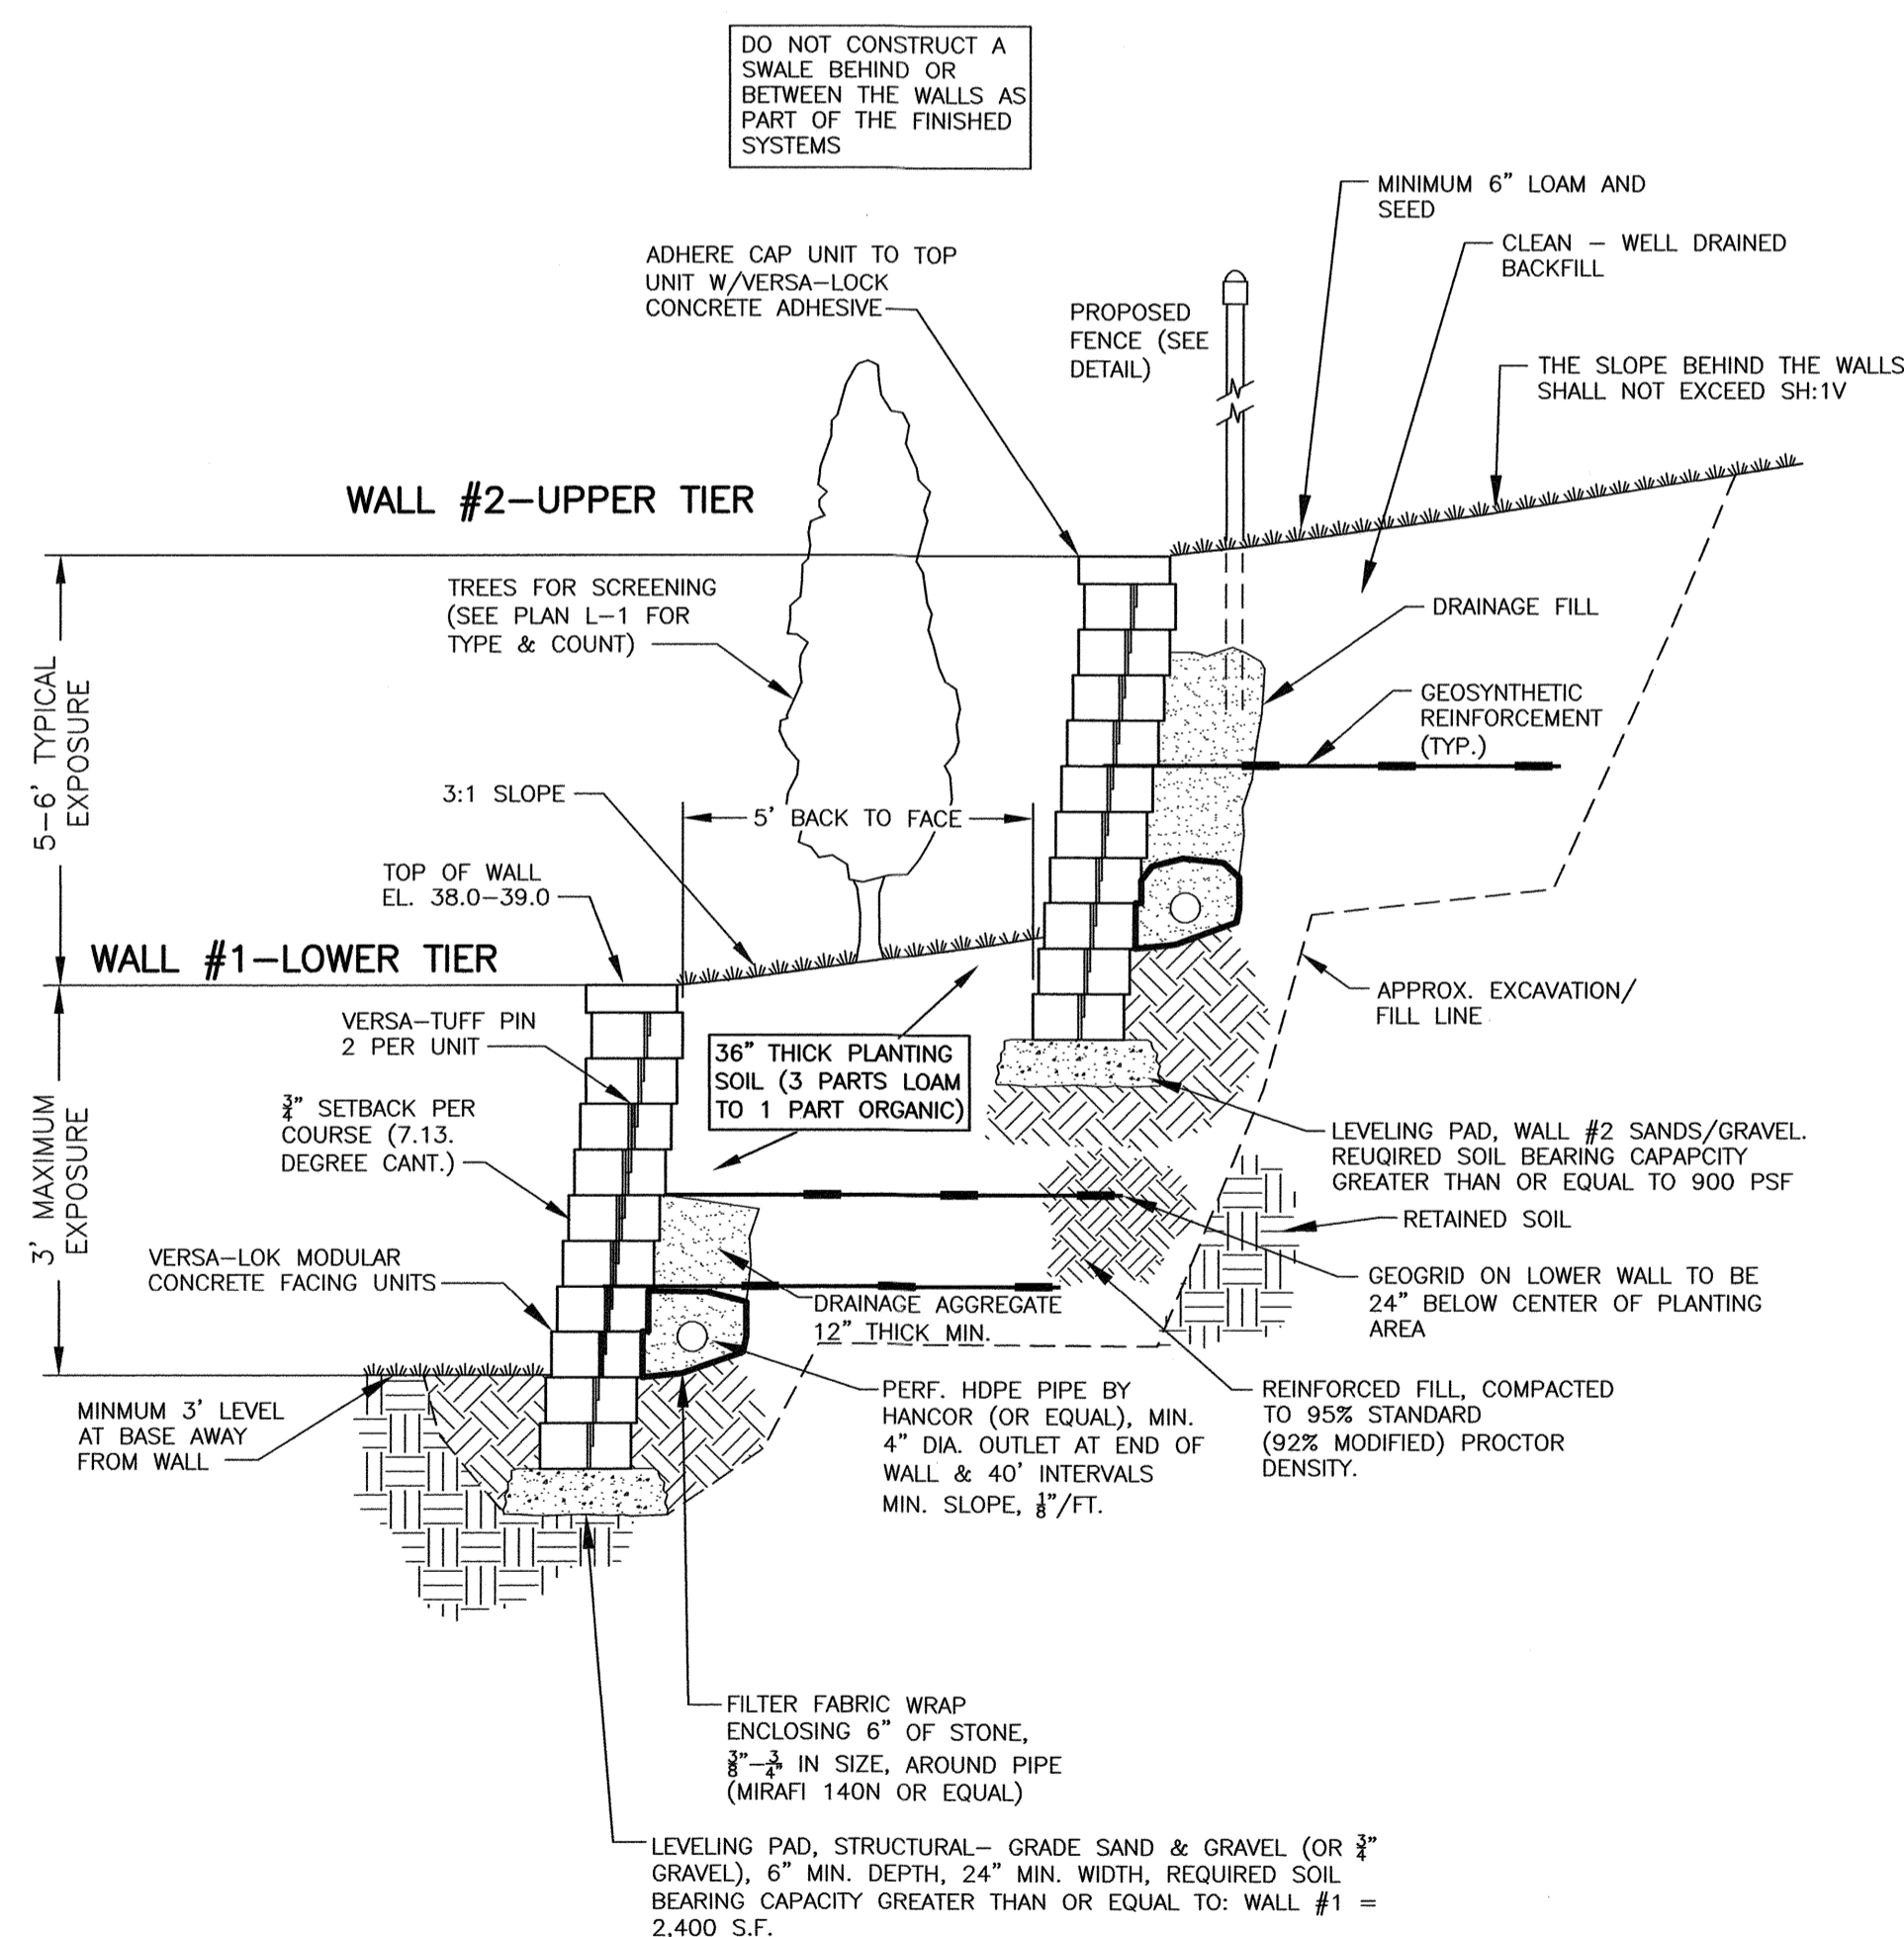 DO NOT CONSTRUCT A
SWALE BEHIND OR
BETWEEN THE WALLS AS
PART OF THE FINISHED
SYSTEMS
MINIMUM 6" LOAM AND
SEED
CLEAN – WELL DRAINED
BACKFILL
ADHERE CAP UNIT TO TOP
UNIT W/VERSA–LOCK
CONCRETE ADHESIVE
PROPOSED
FENCE (SEE
DETAIL)
THE SLOPE BEHIND THE WALLS
SHALL NOT EXCEED SH:1V
WALL #2–UPPER TIER
TREES FOR SCREENING
(SEE PLAN L–1 FOR
TYPE & COUNT)
DRAINAGE FILL
5–6' TYPICAL
EXPOSURE
GEOSYNTHETIC
REINFORCEMENT
(TYP.)
3:1 SLOPE
5' BACK TO FACE
TOP OF WALL
EL. 38.0–39.0
WALL #1–LOWER TIER
APPROX. EXCAVATION/
FILL LINE
VERSA–TUFF PIN
2 PER UNIT
36" THICK PLANTING
SOIL (3 PARTS LOAM
TO 1 PART ORGANIC)
3' MAXIMUM
EXPOSURE
¾" SETBACK PER
COURSE (7.13.
DEGREE CANT.)
LEVELING PAD, WALL #2 SANDS/GRAVEL.
REUQIRED SOIL BEARING CAPAPCITY
GREATER THAN OR EQUAL TO 900 PSF
RETAINED SOIL
VERSA–LOK MODULAR
CONCRETE FACING UNITS
GEOGRID ON LOWER WALL TO BE
24" BELOW CENTER OF PLANTING
AREA
DRAINAGE AGGREGATE
12" THICK MIN.
MINMUM 3' LEVEL
AT BASE AWAY
FROM WALL
PERF. HDPE PIPE BY
HANCOR (OR EQUAL), MIN.
4" DIA. OUTLET AT END OF
WALL & 40' INTERVALS
MIN. SLOPE, ⅛"/FT.
REINFORCED FILL, COMPACTED
TO 95% STANDARD
(92% MODIFIED) PROCTOR
DENSITY.
FILTER FABRIC WRAP
ENCLOSING 6" OF STONE,
⅜"–¾" IN SIZE, AROUND PIPE
(MIRAFI 140N OR EQUAL)
LEVELING PAD, STRUCTURAL– GRADE SAND & GRAVEL (OR ¾"
GRAVEL), 6" MIN. DEPTH, 24" MIN. WIDTH, REQUIRED SOIL
BEARING CAPACITY GREATER THAN OR EQUAL TO: WALL #1 =
2,400 S.F.